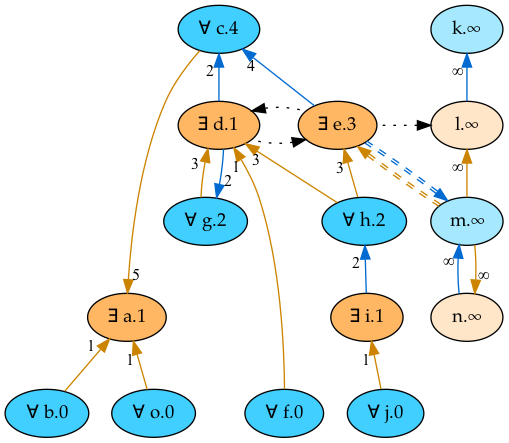 ∀ c.4
k.∞
2
4
∞
∃ d.1
∃ e.3
l.∞
3
2
1
3
3
∞
∀ g.2
∀ h.2
m.∞
5
2
∞
∞
∃ a.1
∃ i.1
n.∞
1
1
1
∀ b.0
∀ o.0
∀ f.0
∀ j.0